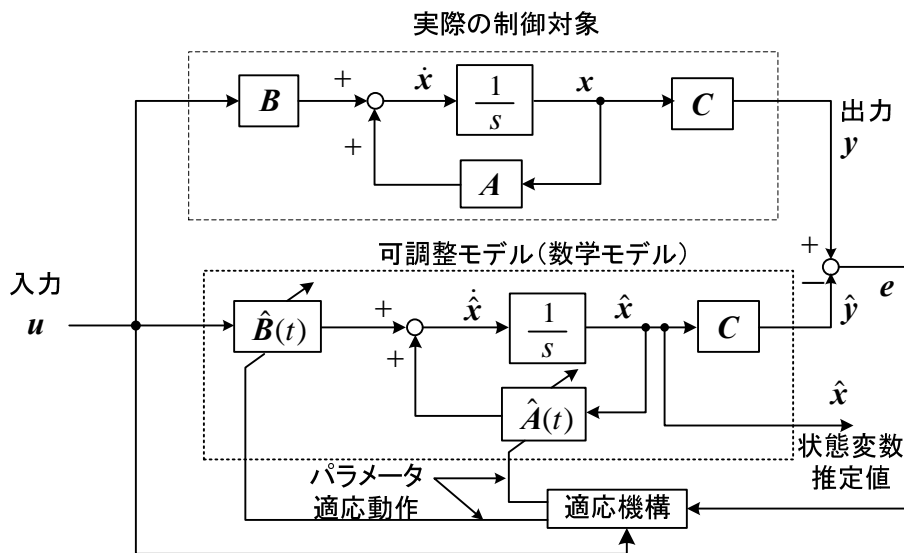 実際の制御対象
B
+
ẋ
1
s
x
C
+
A
出力
y
可調整モデル(数学モデル)
+
−
e
入力
u
B̂(t)
+
x̂̇
1
s
x̂
C
ŷ
+
Â(t)
x̂
状態変数
推定値
パラメータ
適応動作
適応機構